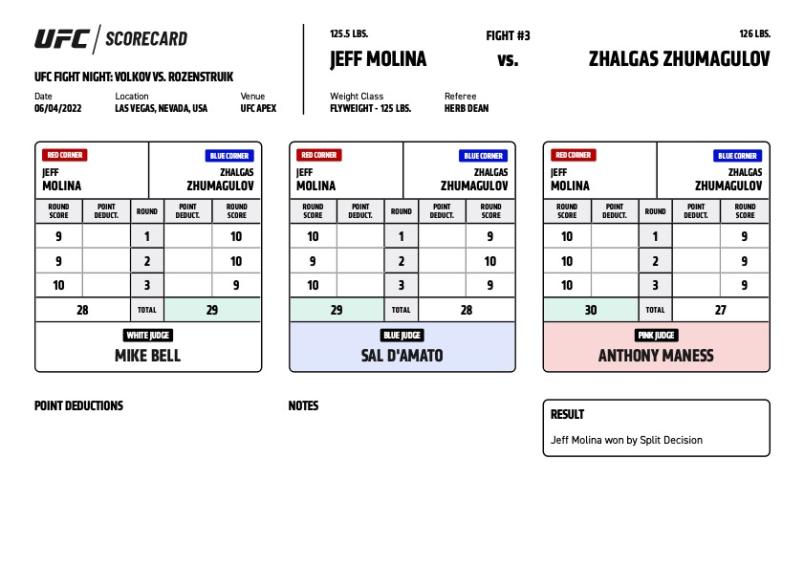 UFC / SCORECARD
UFC FIGHT NIGHT: VOLKOV VS. ROZENSTRUIK
Date Location Venue
06/04/2022 LAS VEGAS, NEVADA, USA UFC APEX
125.5 LBS. FIGHT #3 126 LBS.
JEFF MOLINA VS. ZHALGAS ZHUMAGULOV
Weight Class Referee
FLYWEIGHT - 125 LBS. HERB DEAN
RED CORNER BLUE CORNER
JEFF ZHALGAS
MOLINA ZHUMAGULOV
ROUND POINT ROUND POINT ROUND
SCORE DEDUCT. DEDUCT. SCORE
9 1 10
9 2 10
10 3 9
28 TOTAL 29
WHITE JUDGE
MIKE BELL
RED CORNER BLUE CORNER
JEFF ZHALGAS
MOLINA ZHUMAGULOV
ROUND POINT ROUND POINT ROUND
SCORE DEDUCT. DEDUCT. SCORE
10 1 9
9 2 10
10 3 9
29 TOTAL 28
BLUE JUDGE
SAL D'AMATO
RED CORNER BLUE CORNER
JEFF ZHALGAS
MOLINA ZHUMAGULOV
ROUND POINT ROUND POINT ROUND
SCORE DEDUCT. DEDUCT. SCORE
10 1 9
10 2 9
10 3 9
30 TOTAL 27
PINK JUDGE
ANTHONY MANESS
POINT DEDUCTIONS
NOTES
RESULT
Jeff Molina won by Split Decision